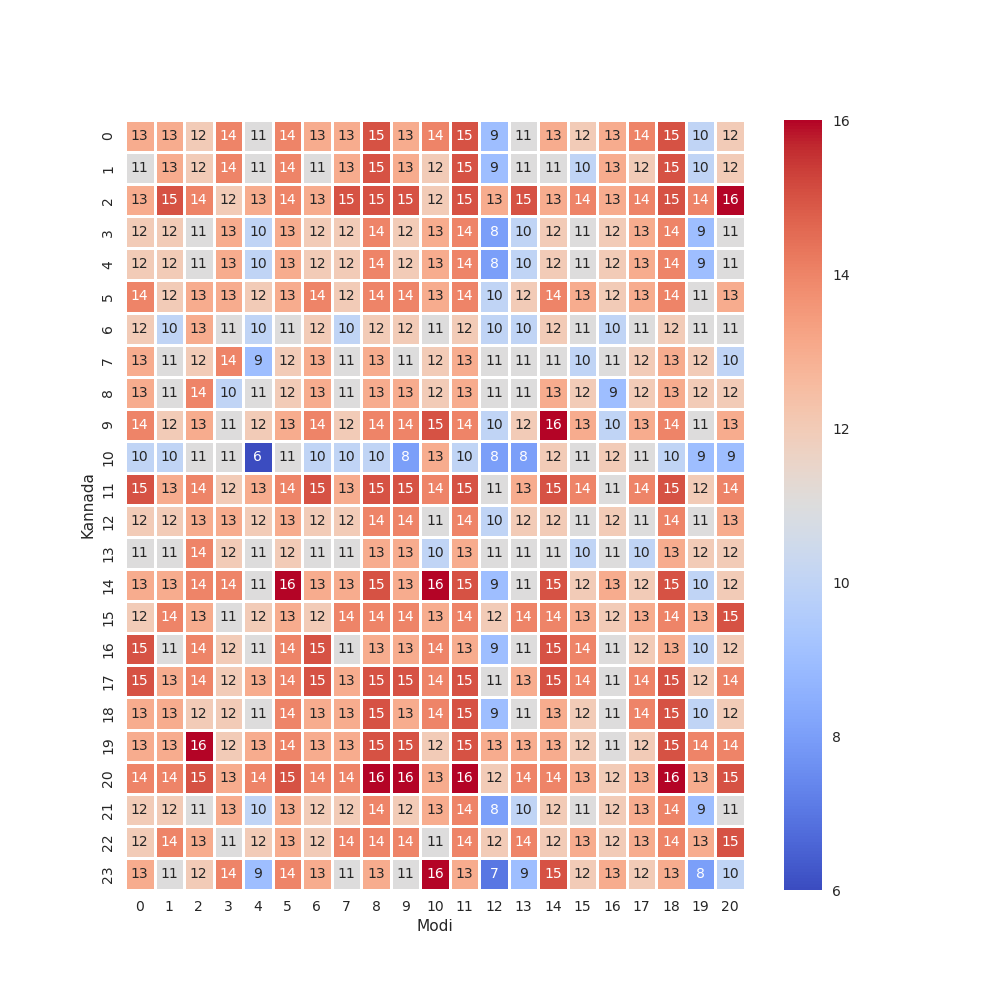 0 13 13 12 14 11 14 13 13 15 13 14 15 9 11 13 12 13 14 15 10 12
1 11 13 12 14 11 14 11 13 15 13 12 15 9 11 11 10 13 12 15 10 12
2 13 15 14 12 13 14 13 15 15 15 12 15 13 15 13 14 13 14 15 14 16
3 12 12 11 13 10 13 12 12 14 12 13 14 8 10 12 11 12 13 14 9 11
4 12 12 11 13 10 13 12 12 14 12 13 14 8 10 12 11 12 13 14 9 11
5 14 12 13 13 12 13 14 12 14 14 13 14 10 12 14 13 12 13 14 11 13
6 12 10 13 11 10 11 12 10 12 12 11 12 10 10 12 11 10 11 12 11 11
7 13 11 12 14 9 12 13 11 13 11 12 13 11 11 11 10 11 12 13 12 10
8 13 11 14 10 11 12 13 11 13 13 12 13 11 11 13 12 9 12 13 12 12
9 14 12 13 11 12 13 14 12 14 14 15 14 10 12 16 13 10 13 14 11 13
10 10 10 11 11 6 11 10 10 10 8 13 10 8 8 12 11 12 11 10 9 9
11 15 13 14 12 13 14 15 13 15 15 14 15 11 13 15 14 11 14 15 12 14
12 12 12 13 13 12 13 12 12 14 14 11 14 10 12 12 11 12 11 14 11 13
13 11 11 14 12 11 12 11 11 13 13 10 13 11 11 11 10 11 10 13 12 12
14 13 13 14 14 11 16 13 13 15 13 16 15 9 11 15 12 13 12 15 10 12
15 12 14 13 11 12 13 12 14 14 14 13 14 12 14 14 13 12 13 14 13 15
16 15 11 14 12 11 14 15 11 13 13 14 13 9 11 15 14 11 12 13 10 12
17 15 13 14 12 13 14 15 13 15 15 14 15 11 13 15 14 11 14 15 12 14
18 13 13 12 12 11 14 13 13 15 13 14 15 9 11 13 12 11 14 15 10 12
19 13 13 16 12 13 14 13 13 15 15 12 15 13 13 13 12 11 12 15 14 14
20 14 14 15 13 14 15 14 14 16 16 13 16 12 14 14 13 12 13 16 13 15
21 12 12 11 13 10 13 12 12 14 12 13 14 8 10 12 11 12 13 14 9 11
22 12 14 13 11 12 13 12 14 14 14 11 14 12 14 12 13 12 13 14 13 15
23 13 11 12 14 9 14 13 11 13 11 16 13 7 9 15 12 13 12 13 8 10
0 1 2 3 4 5 6 7 8 9 10 11 12 13 14 15 16 17 18 19 20
Modi
Kannada
16
14
12
10
8
6